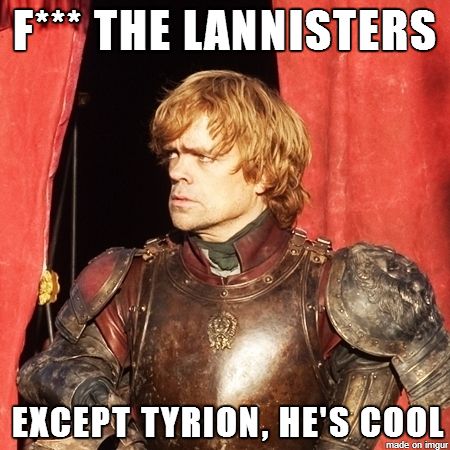 F*** THE LANNISTERS
EXCEPT TYRION, HE'S COOL
made on imgur